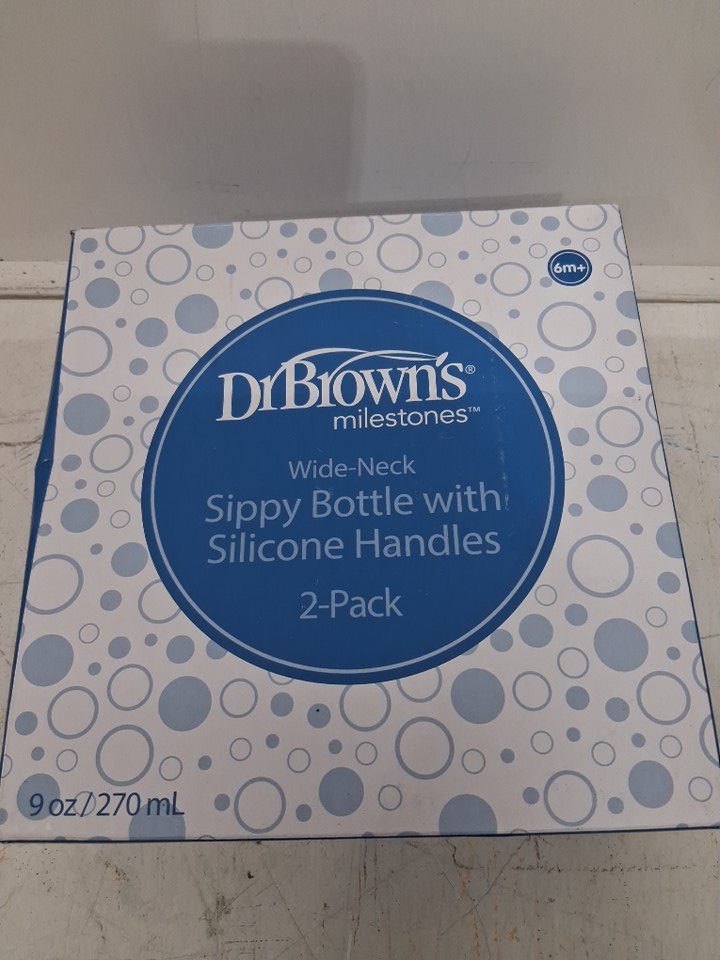 6m+
DrBrown's®
milestones™
Wide-Neck
Sippy Bottle with
Silicone Handles
2-Pack
9 oz/270 mL